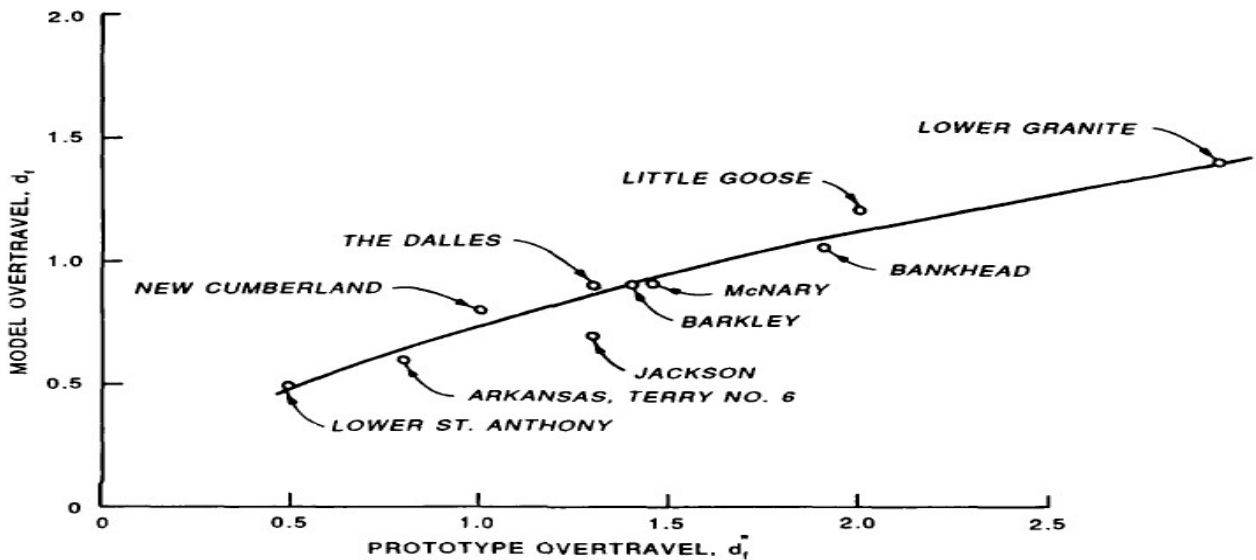 2.0
1.5
LOWER GRANITE
LITTLE GOOSE
THE DALLES
1.0
BANKHEAD
NEW CUMBERLAND
McNARY
BARKLEY
JACKSON
0.5
ARKANSAS, TERRY NO. 6
LOWER ST. ANTHONY
0
MODEL OVERTRAVEL, df
0 0.5 1.0 1.5 2.0 2.5
PROTOTYPE OVERTRAVEL, d"f